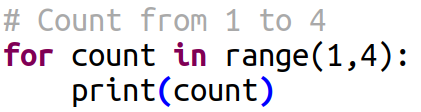 # Count from 1 to 4
for count in range(1,4):
    print(count)